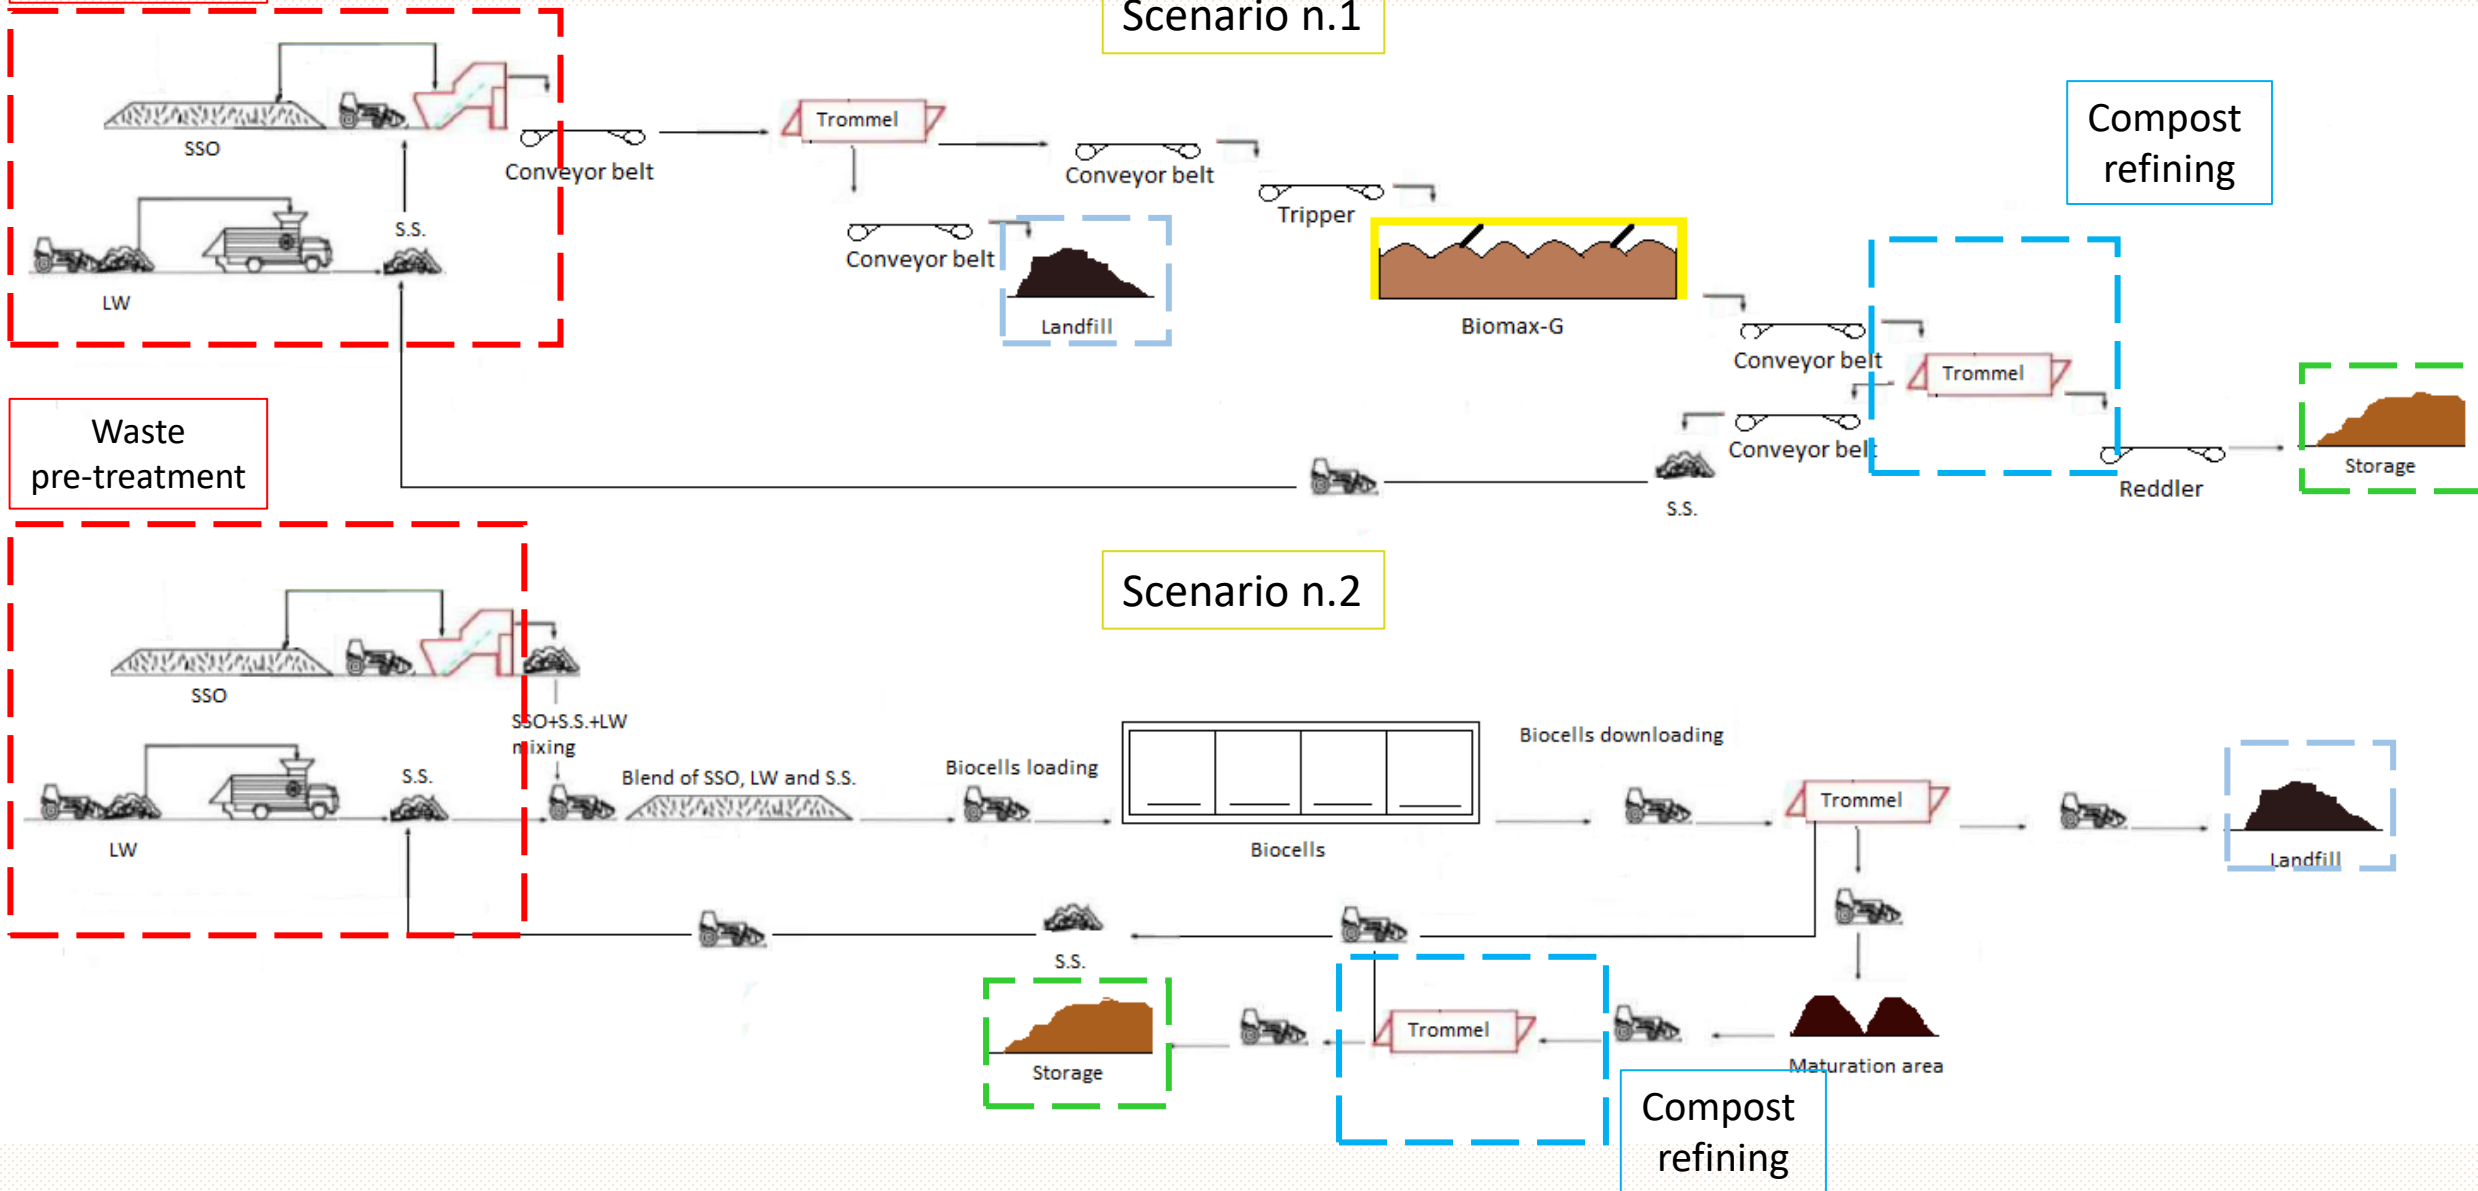 Scenario n.1
Compost
refining
Trommel
SSO
Conveyor belt
Conveyor belt
Tripper
S.S.
Conveyor belt
LW
Landfill
Biomax-G
Conveyor belt
Trommel
Waste
pre-treatment
Conveyor belt
Storage
Reddler
S.S.
Scenario n.2
SSO
SSO+S.S.+LW
mixing
Biocells downloading
Biocells loading
S.S.
Blend of SSO, LW and S.S.
Trommel
LW
Biocells
Landfill
S.S.
Trommel
Storage
Maturation area
Compost
refining